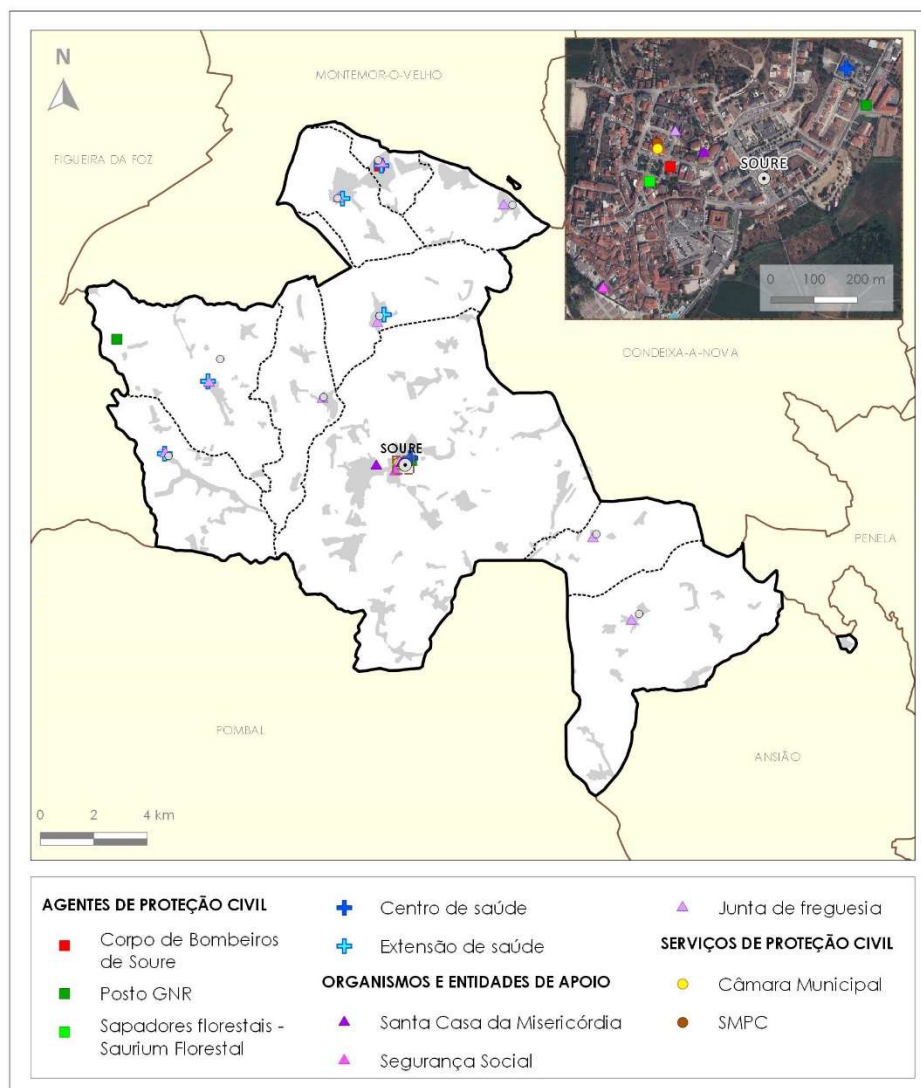 N
MONTEMOR-O-VELHO
FIGUEIRA DA FOZ
SOURE
0 100 200 m
CONDEIXA-A-NOVA
SOURE
PENELA
POMBAL
ANSIÃO
0 2 4 km
AGENTES DE PROTEÇÃO CIVIL
Corpo de Bombeiros
de Soure
Posto GNR
Sapadores florestais -
Saurium Florestal
Centro de saúde
Extensão de saúde
ORGANISMOS E ENTIDADES DE APOIO
Santa Casa da Misericórdia
Segurança Social
Junta de freguesia
SERVIÇOS DE PROTEÇÃO CIVIL
Câmara Municipal
SMPC